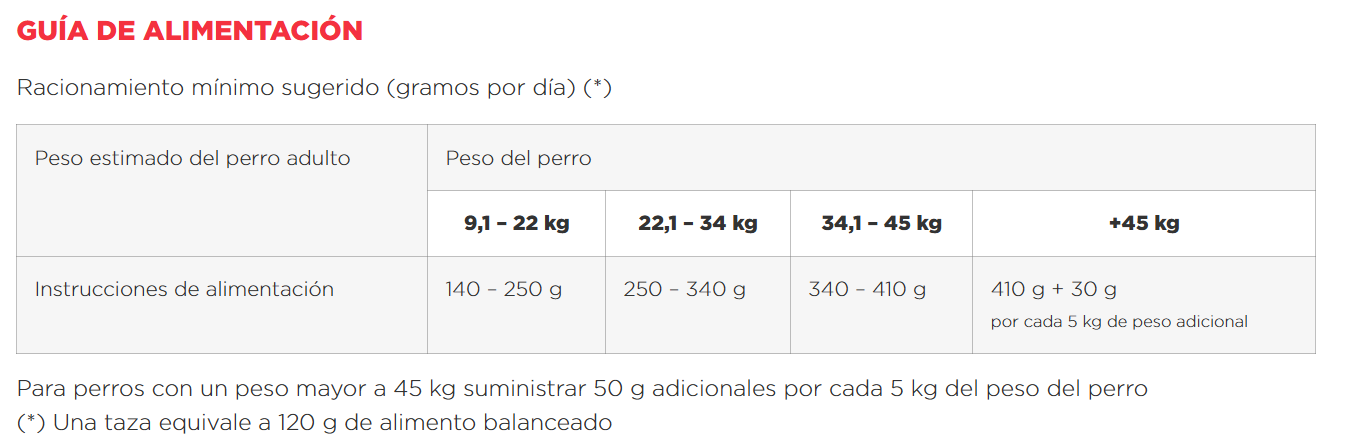 GUÍA DE ALIMENTACIÓN
Racionamiento mínimo sugerido (gramos por día) (*)
Peso estimado del perro adulto
Peso del perro
9,1 – 22 kg
22,1 – 34 kg
34,1 – 45 kg
+45 kg
Instrucciones de alimentación
140 – 250 g
250 – 340 g
340 – 410 g
410 g + 30 g
por cada 5 kg de peso adicional
Para perros con un peso mayor a 45 kg suministrar 50 g adicionales por cada 5 kg del peso del perro
(*) Una taza equivale a 120 g de alimento balanceado